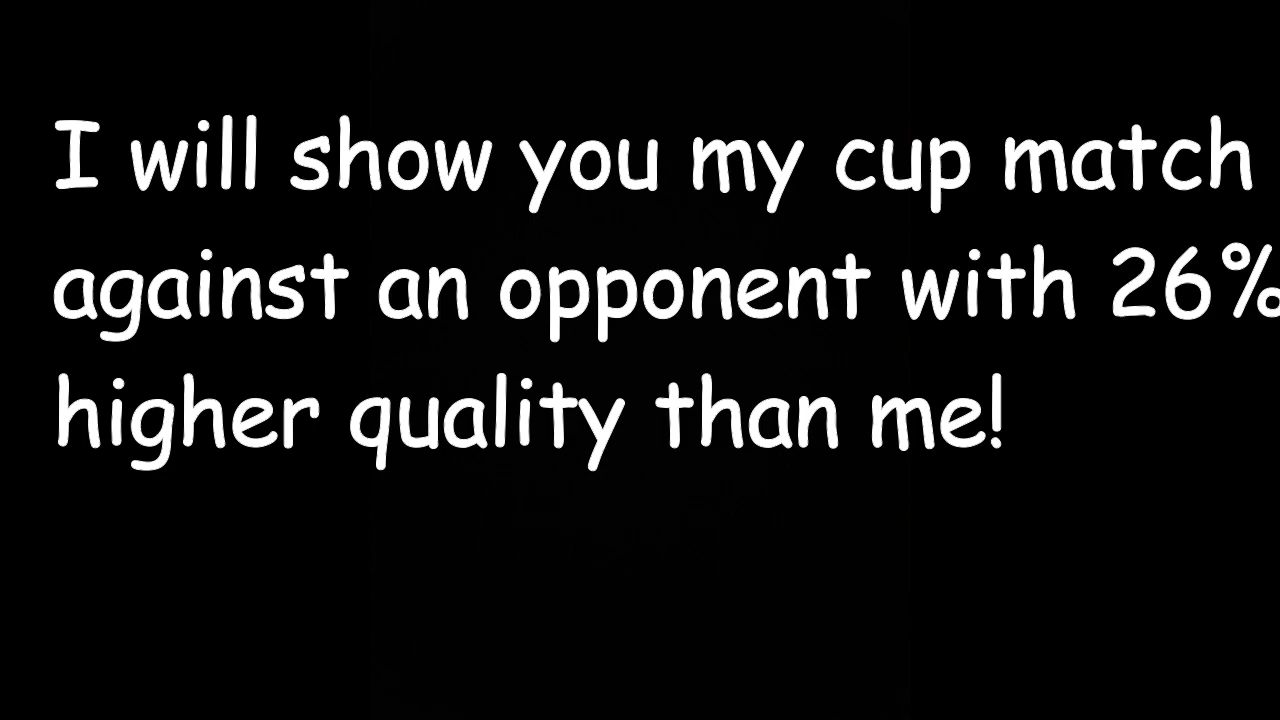 I will show you my cup match
against an opponent with 26%
higher quality than me!